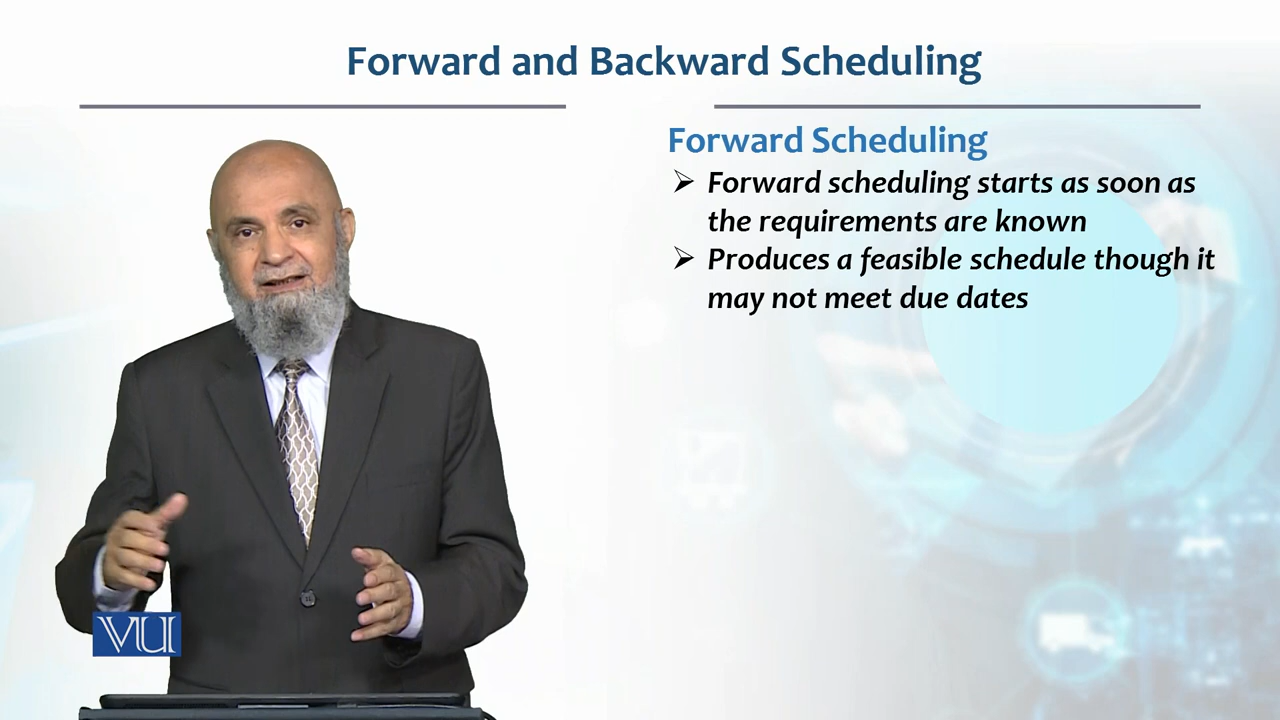 Forward and Backward Scheduling
Forward Scheduling
➢ Forward scheduling starts as soon as
the requirements are known
➢ Produces a feasible schedule though it
may not meet due dates
VU